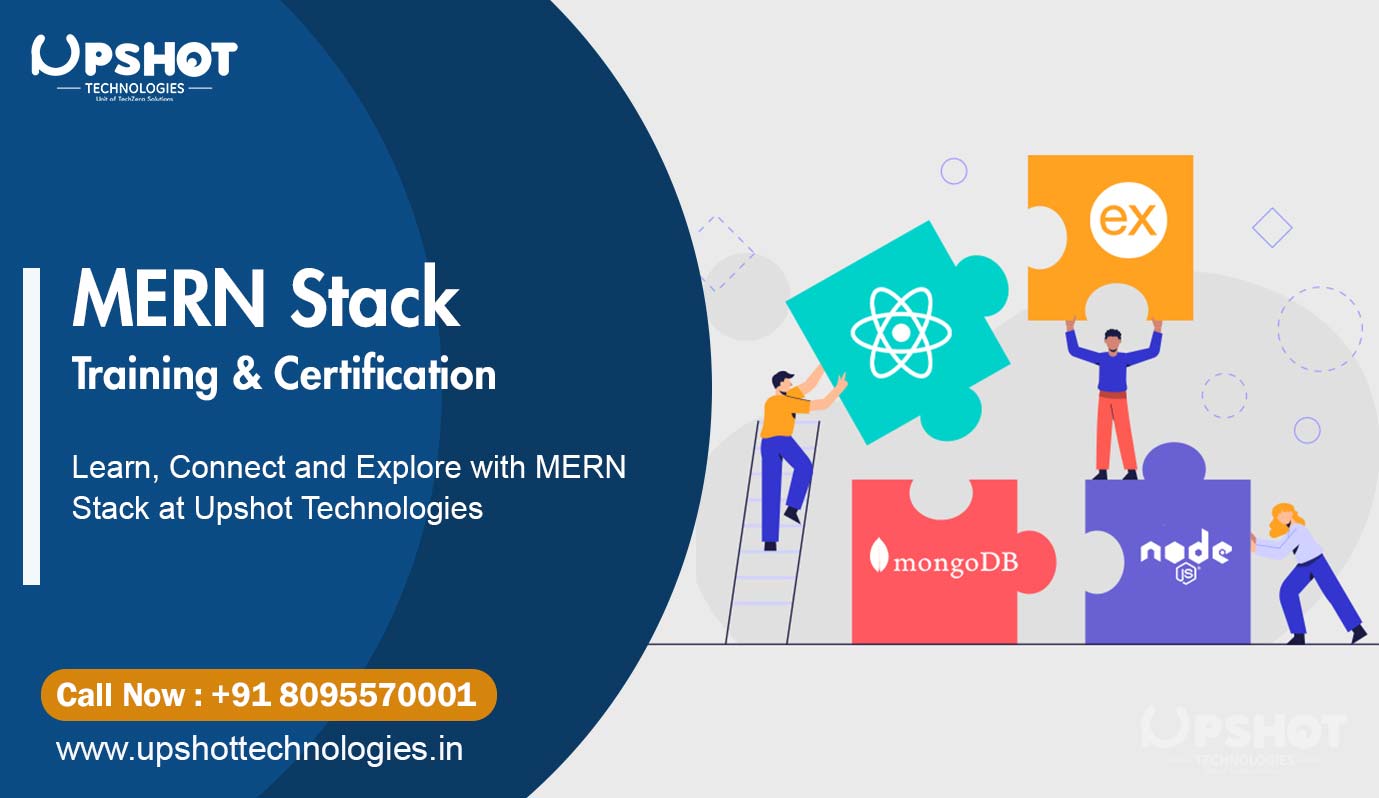 UPSHOT
TECHNOLOGIES
Unit of TechZero Solutions
MERN Stack
Training & Certification
Learn, Connect and Explore with MERN
Stack at Upshot Technologies
Call Now : +91 8095570001
www.upshottechnologies.in
ex
mongoDB
node
JS
UPSHOT
TECHNOLOGIES